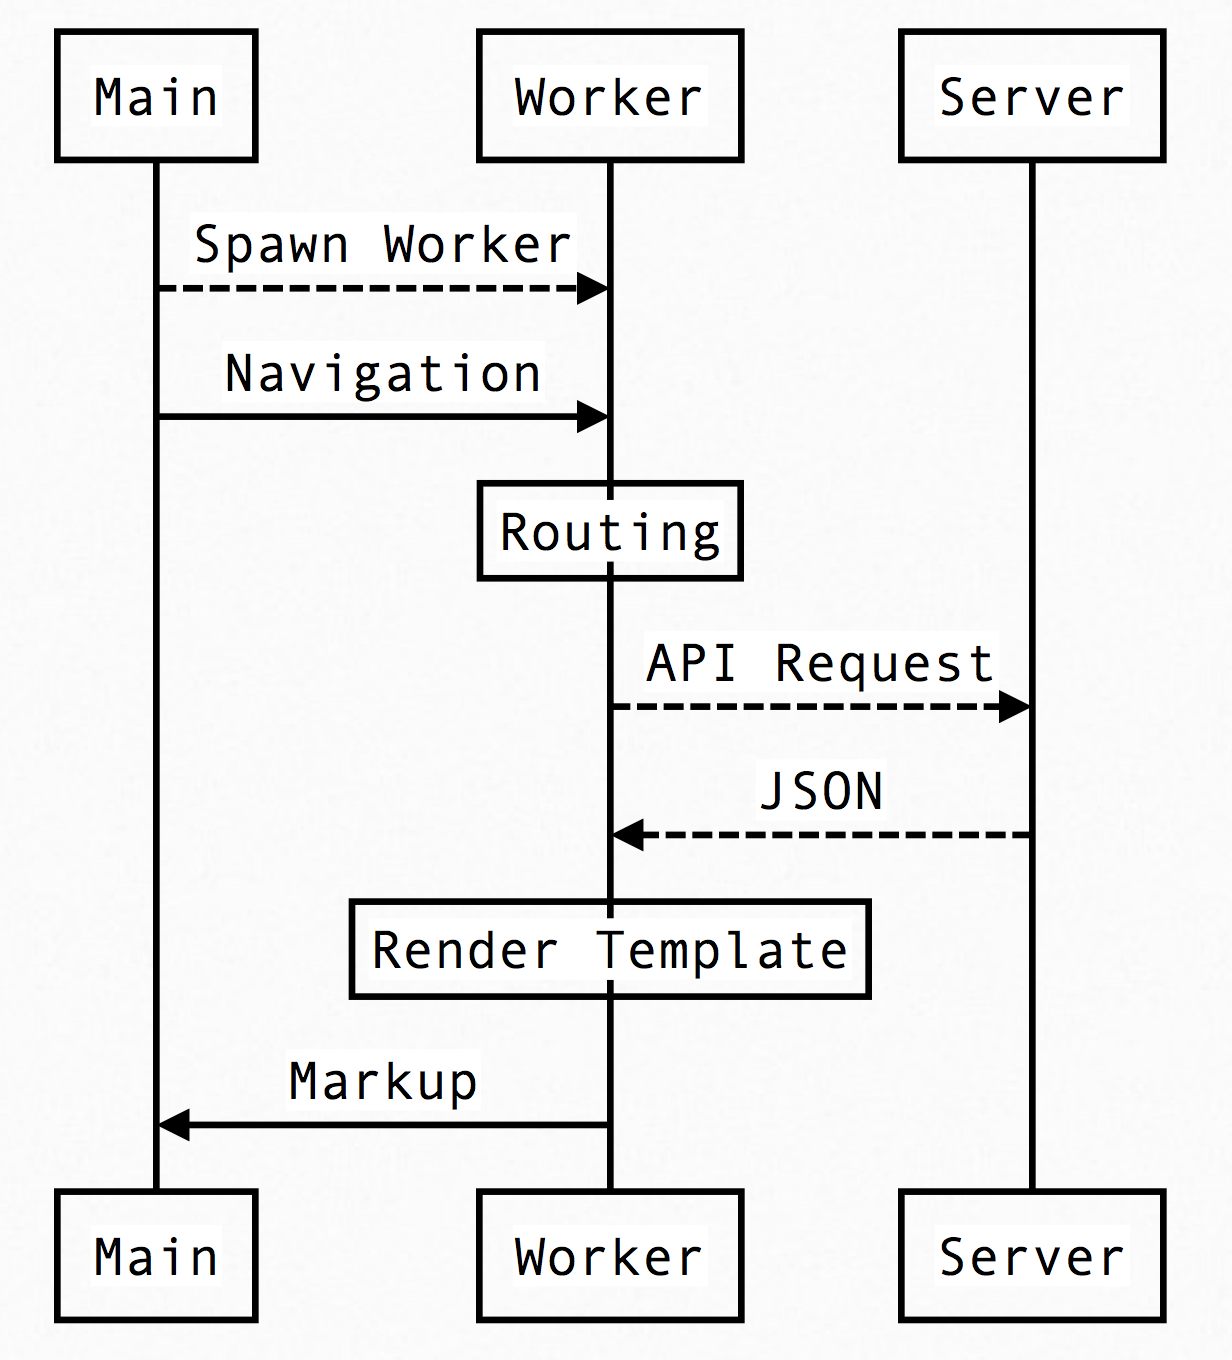 Main
Worker
Server
Spawn Worker
Navigation
Routing
API Request
JSON
Render Template
Markup
Main
Worker
Server